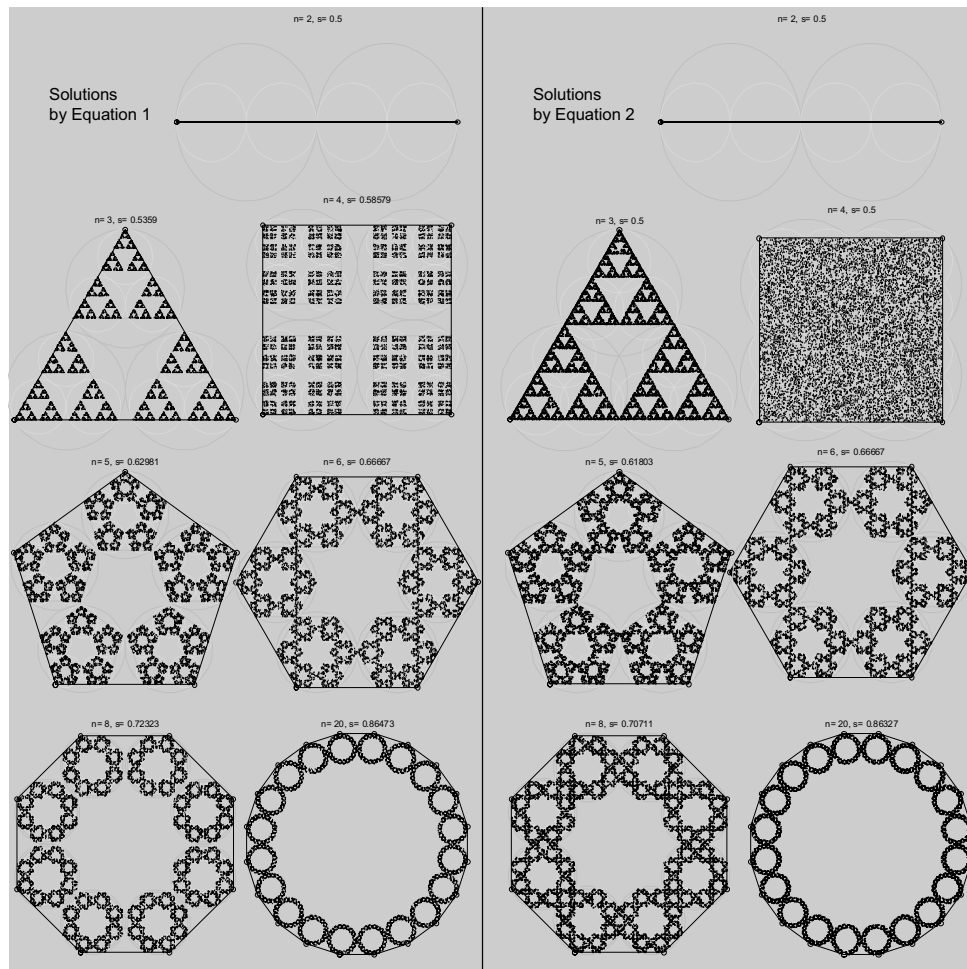 n= 2, s= 0.5
Solutions
by Equation 1
n= 3, s= 0.5359
n= 4, s= 0.58579
n= 5, s= 0.62981
n= 6, s= 0.66667
n= 8, s= 0.72323
n= 20, s= 0.86473
n= 2, s= 0.5
Solutions
by Equation 2
n= 3, s= 0.5
n= 4, s= 0.5
n= 5, s= 0.61803
n= 6, s= 0.66667
n= 8, s= 0.70711
n= 20, s= 0.86327